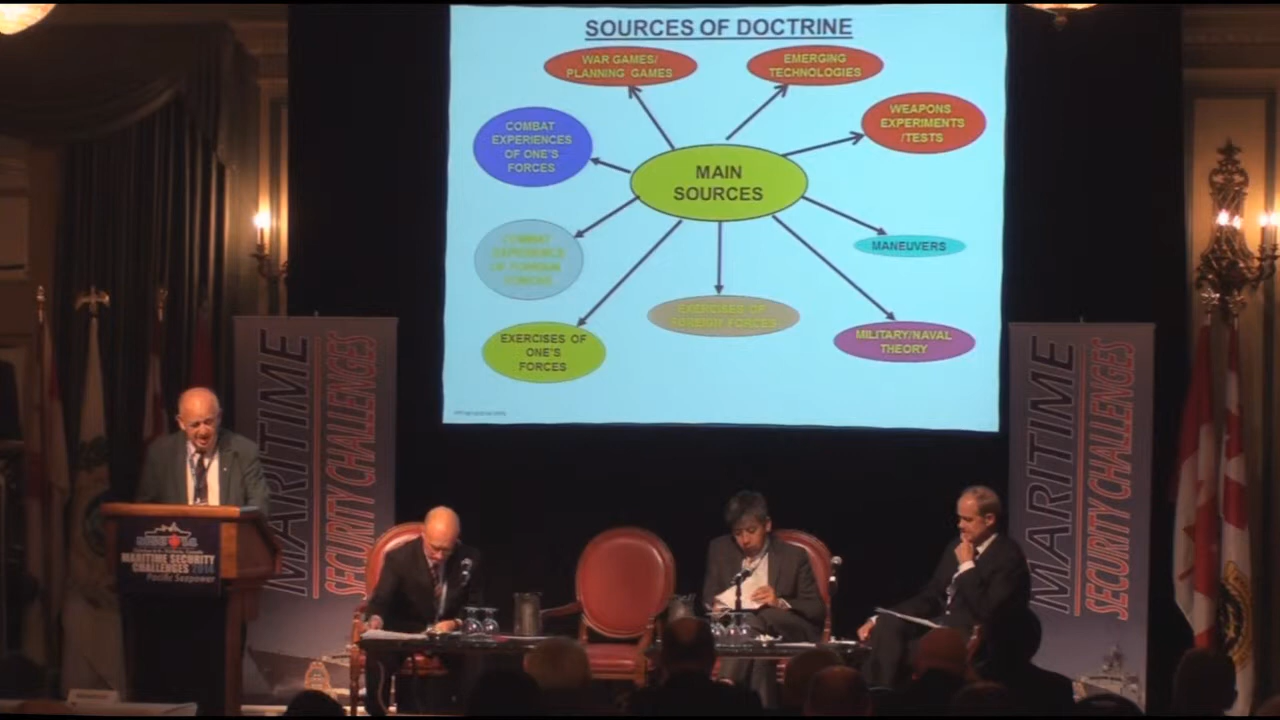 SOURCES OF DOCTRINE
WAR GAMES/
PLANNING GAMES
EMERGING
TECHNOLOGIES
WEAPONS
EXPERIMENTS
/TESTS
COMBAT
EXPERIENCES
OF ONE'S
FORCES
MAIN
SOURCES
COMBAT
EXPERIENCE
OF FOREIGN
FORCES
MANEUVERS
EXERCISES OF
FOREIGN FORCES
EXERCISES OF
ONE'S
FORCES
MILITARY/NAVAL
THEORY
MARITIME
SECURITY CHALLENGES
MARITIME
SECURITY CHALLENGES
MARITIME SECURITY
CHALLENGES 2014
Pacific Seapower